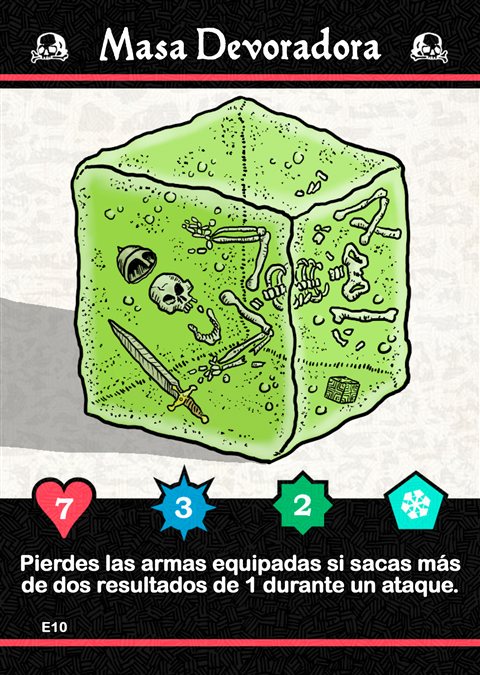 Masa Devoradora
7
3
2
Pierdes las armas equipadas si sacas más
de dos resultados de 1 durante un ataque.
E10